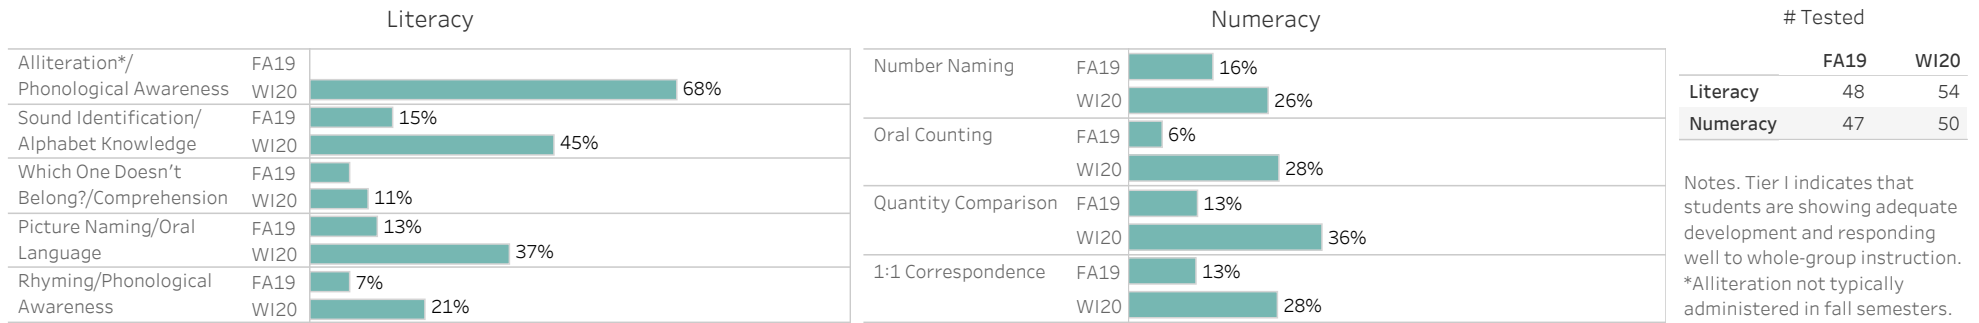 Literacy
Alliteration*/
Phonological Awareness
FA19
WI20
68%
Sound Identification/
Alphabet Knowledge
FA19
15%
WI20
45%
Which One Doesn't
Belong?/Comprehension
FA19
WI20
11%
Picture Naming/Oral
Language
FA19
13%
WI20
37%
Rhyming/Phonological
Awareness
FA19
7%
WI20
21%
Numeracy
Number Naming
FA19
16%
WI20
26%
Oral Counting
FA19
6%
WI20
28%
Quantity Comparison
FA19
13%
WI20
36%
1:1 Correspondence
FA19
13%
WI20
28%
# Tested
FA19 WI20
Literacy 48 54
Numeracy 47 50
Notes. Tier I indicates that
students are showing adequate
development and responding
well to whole-group instruction.
*Alliteration not typically
administered in fall semesters.